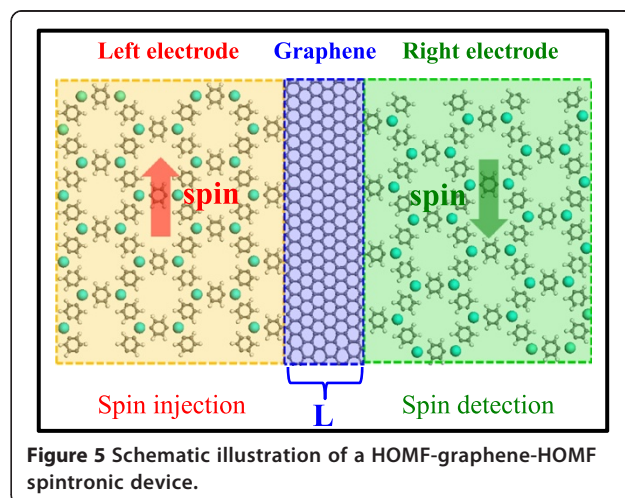 Left electrode Graphene Right electrode
spin
spin
Spin injection
L
Spin detection
Figure 5 Schematic illustration of a HOMF-graphene-HOMF
spintronic device.